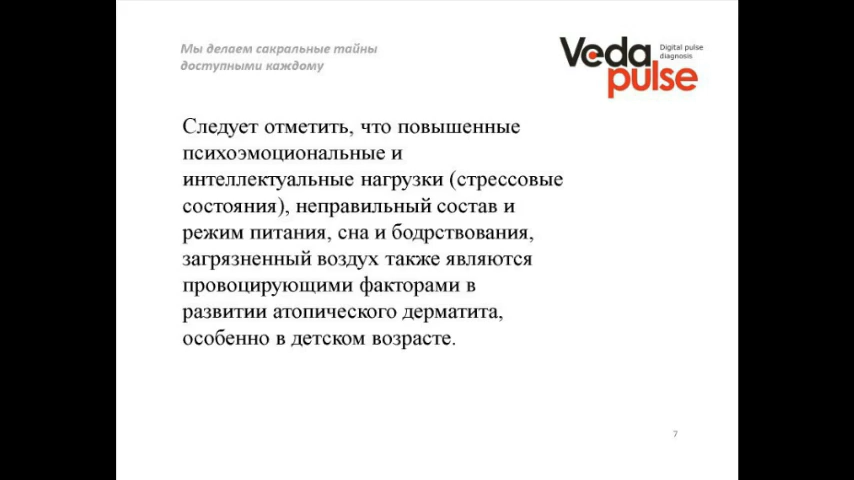 Мы делаем сакральные тайны
доступными каждому
Veda
pulse
Digital pulse
diagnosis
Следует отметить, что повышенные
психоэмоциональные и
интеллектуальные нагрузки (стрессовые
состояния), неправильный состав и
режим питания, сна и бодрствования,
загрязненный воздух также являются
провоцирующими факторами в
развитии атопического дерматита,
особенно в детском возрасте.
7